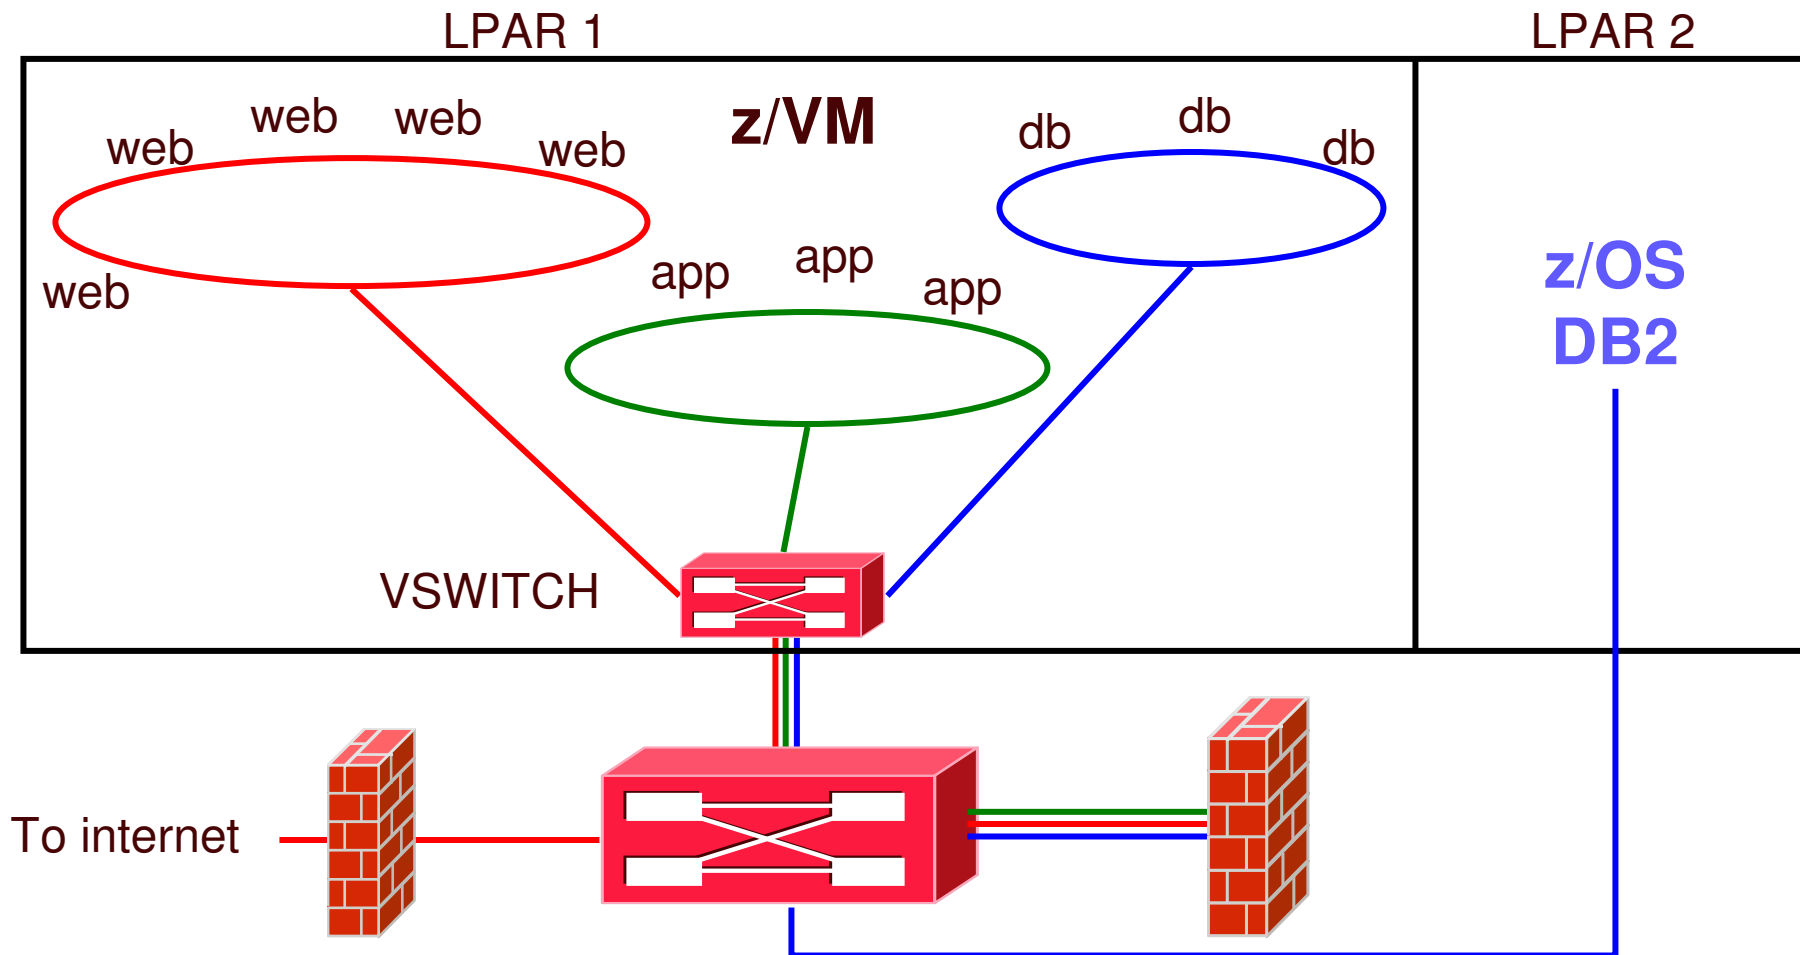 LPAR 1
LPAR 2
web
web
web
web
web
z/VM
db
db
db
app
app
app
z/OS
DB2
VSWITCH
To internet